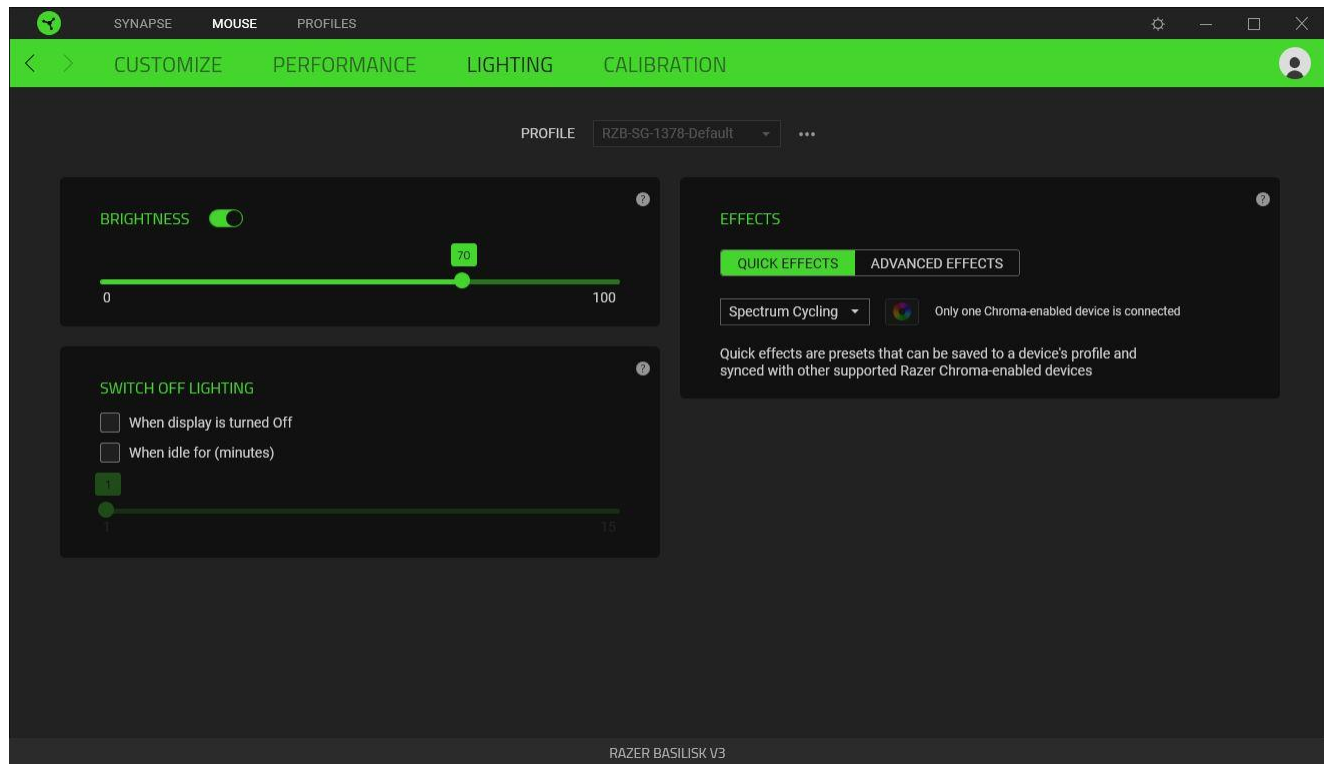 SYNAPSE MOUSE PROFILES
CUSTOMIZE PERFORMANCE LIGHTING CALIBRATION
PROFILE RZB-SG-1378-Default
BRIGHTNESS
70
0 100
SWITCH OFF LIGHTING
When display is turned Off
When idle for (minutes)
1
1 15
EFFECTS
QUICK EFFECTS ADVANCED EFFECTS
Spectrum Cycling Only one Chroma-enabled device is connected
Quick effects are presets that can be saved to a device's profile and
synced with other supported Razer Chroma-enabled devices
RAZER BASILISK V3